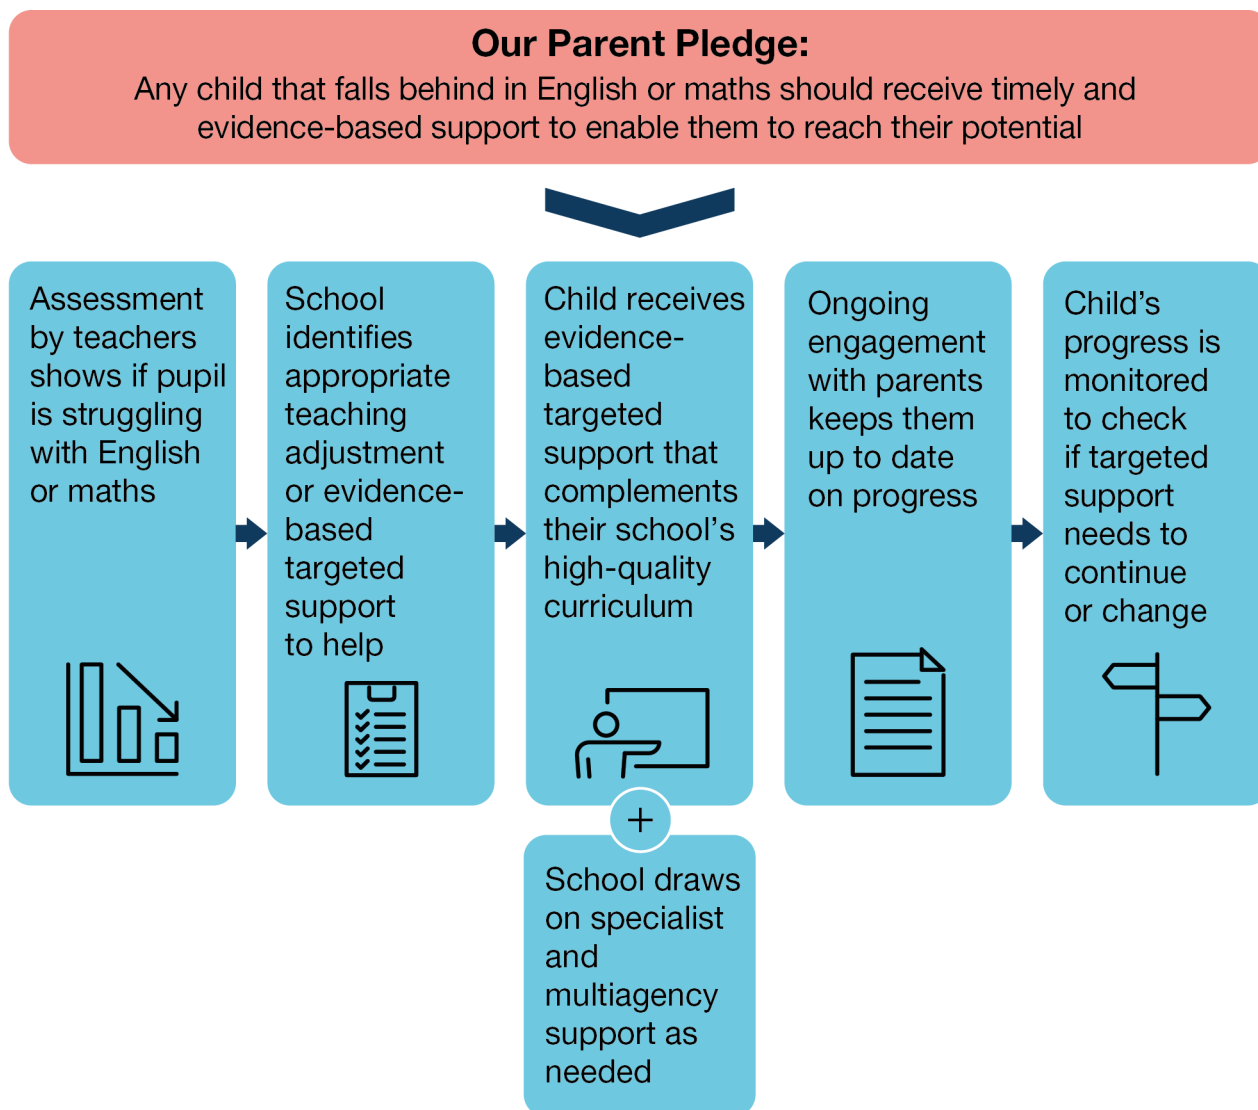 Our Parent Pledge:
Any child that falls behind in English or maths should receive timely and
evidence-based support to enable them to reach their potential
Assessment
by teachers
shows if pupil
is struggling
with English
or maths
School
identifies
appropriate
teaching
adjustment
or evidence-
based
targeted
support
to help
Child receives
evidence-
based
targeted
support that
complements
their school’s
high-quality
curriculum
+
School draws
on specialist
and
multiagency
support as
needed
Ongoing
engagement
with parents
keeps them
up to date
on progress
Child’s
progress is
monitored
to check
if targeted
support
needs to
continue
or change